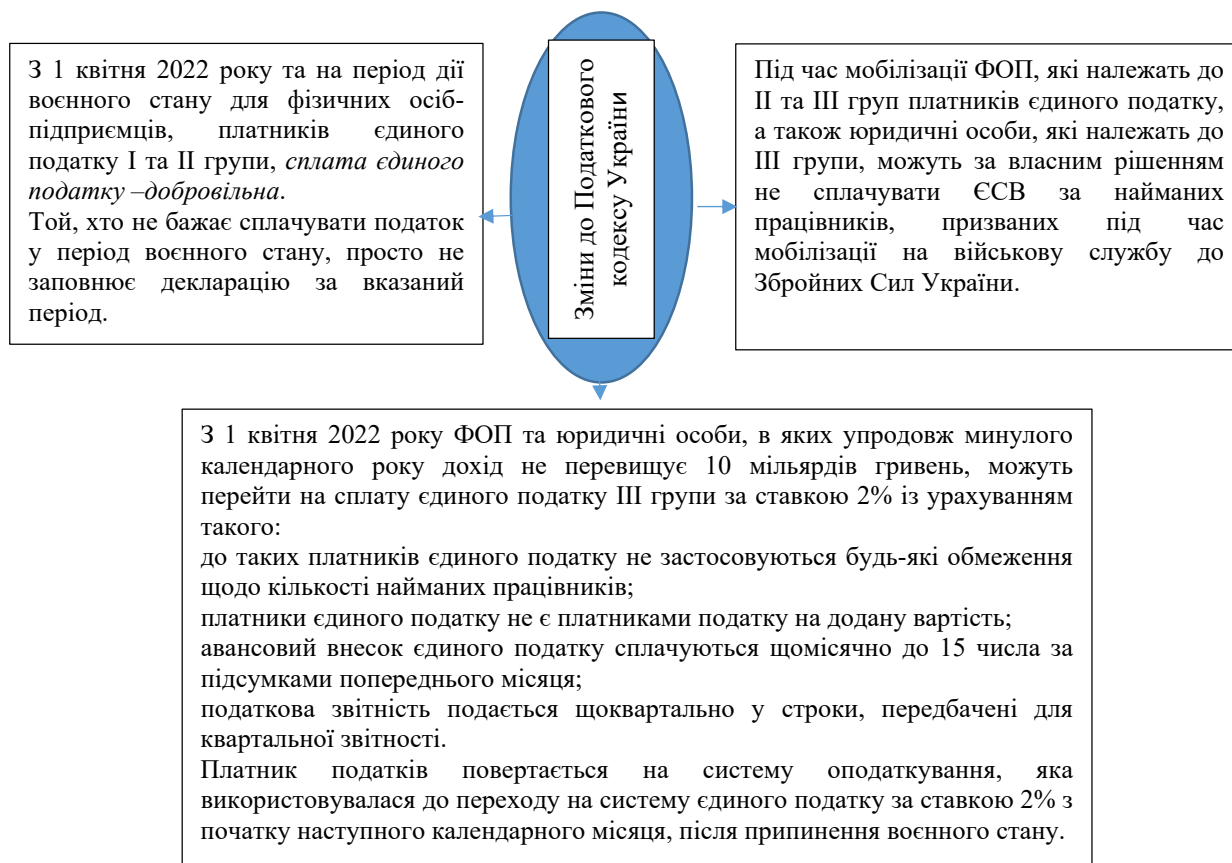 З 1 квітня 2022 року та на період дії
воєнного стану для фізичних осіб-
підприємців, платників єдиного
податку І та ІІ групи, сплата єдиного
податку –добровільна.
Той, хто не бажає сплачувати податок
у період воєнного стану, просто не
заповнює декларацію за вказаний
період.
Зміни до Податкового
кодексу України
Під час мобілізації ФОП, які належать до
ІІ та ІІІ груп платників єдиного податку,
а також юридичні особи, які належать до
ІІІ групи, можуть за власним рішенням
не сплачувати ЄСВ за найманих
працівників, призваних під час
мобілізації на військову службу до
Збройних Сил України.
З 1 квітня 2022 року ФОП та юридичні особи, в яких упродовж минулого
календарного року дохід не перевищує 10 мільярдів гривень, можуть
перейти на сплату єдиного податку ІІІ групи за ставкою 2% із урахуванням
такого:
до таких платників єдиного податку не застосовуються будь-які обмеження
щодо кількості найманих працівників;
платники єдиного податку не є платниками податку на додану вартість;
авансовий внесок єдиного податку сплачуються щомісячно до 15 числа за
підсумками попереднього місяця;
податкова звітність подається щоквартально у строки, передбачені для
квартальної звітності.
Платник податків повертається на систему оподаткування, яка
використовувалася до переходу на систему єдиного податку за ставкою 2% з
початку наступного календарного місяця, після припинення воєнного стану.